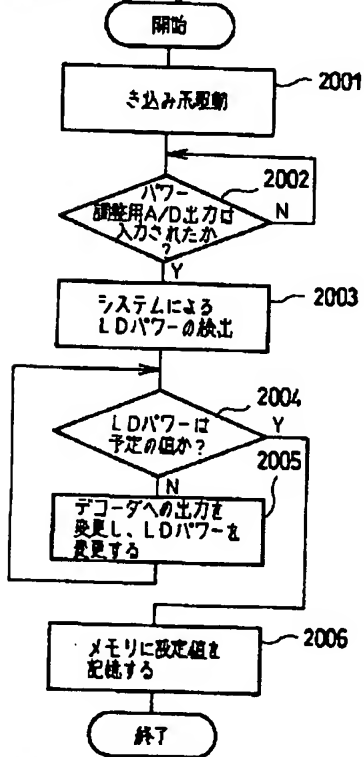 開始
2001
き込み系駆動
2002
パワー
調整用A/D出力は
入力されたか
?
N
Y
2003
システムによる
LDパワーの検出
2004
LDパワーは
予定の値か?
Y
N
2005
デコーダへの出力を
変更し、LDパワーを
変更する
2006
メモリに設定値を
記憶する
終了